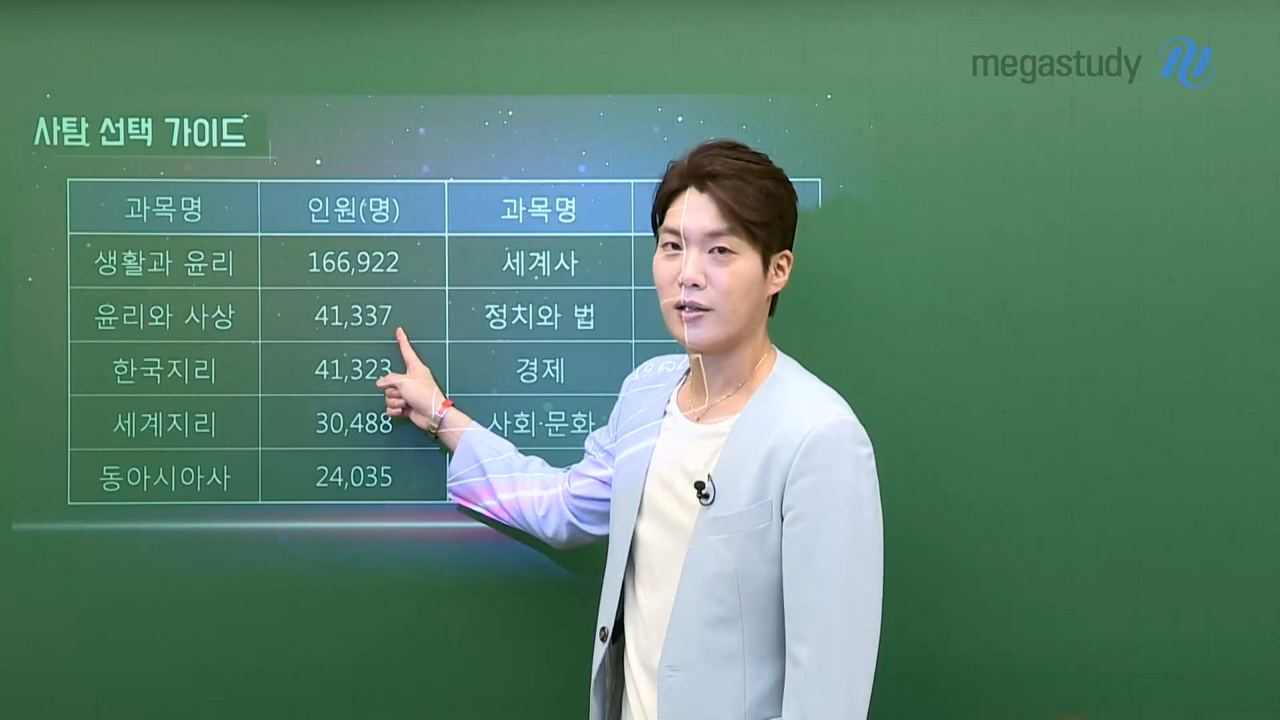 megastudy
사탐 선택 가이드
과목명 인원(명) 과목명
생활과 윤리 166,922 세계사
윤리와 사상 41,337 정치와 법
한국지리 41,323 경제
세계지리 30,488 사회·문화
동아시아사 24,035